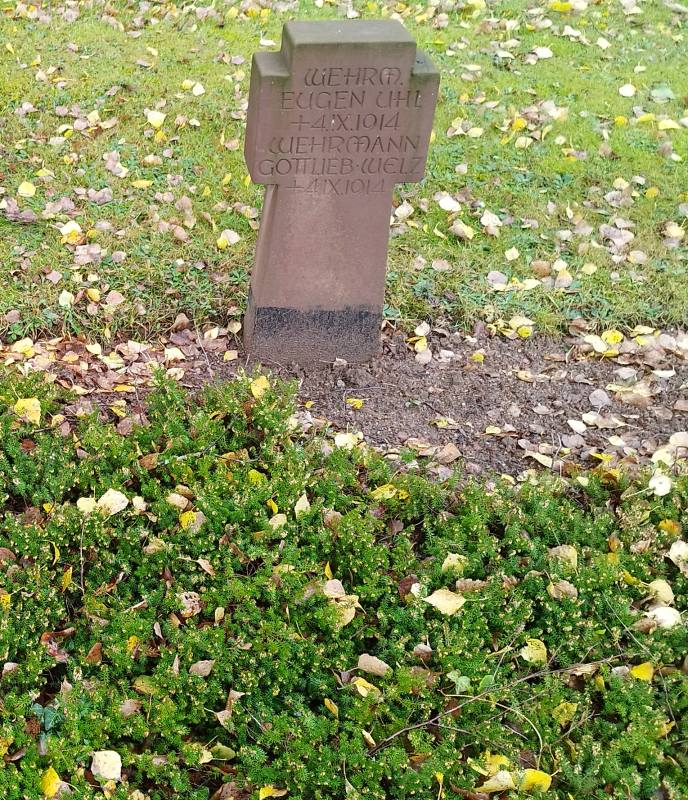 WEHRM.
EUGEN UHL
+4.IX.1914
WEHRMANN
GOTTLIEB·WELZ
+4.IX.1914